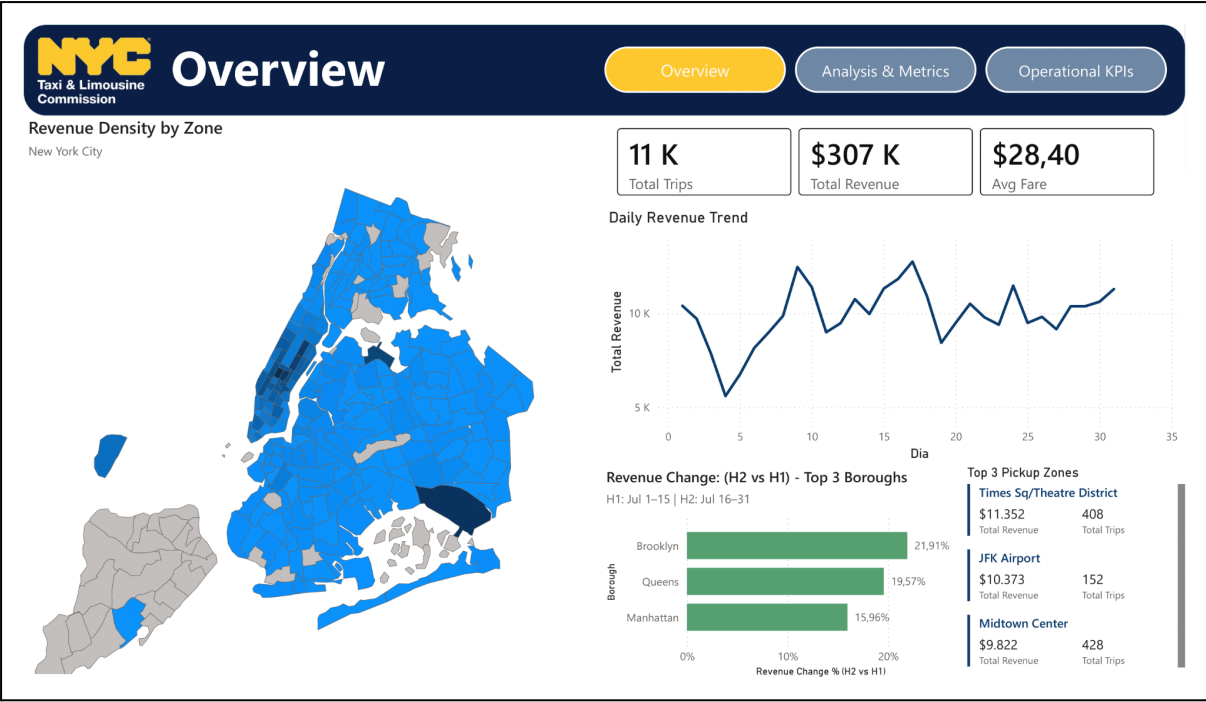 NYC
Taxi & Limousine
Commission
Overview
Overview
Analysis & Metrics
Operational KPIs
Revenue Density by Zone
New York City
11 K
Total Trips
$307 K
Total Revenue
$28,40
Avg Fare
Daily Revenue Trend
Total Revenue
10 K
5 K
0
5
10
15
20
25
30
35
Dia
Revenue Change: (H2 vs H1) - Top 3 Boroughs
H1: Jul 1–15 | H2: Jul 16–31
Borough
Brooklyn
21,91%
Queens
19,57%
Manhattan
15,96%
0%
10%
20%
Revenue Change % (H2 vs H1)
Top 3 Pickup Zones
Times Sq/Theatre District
$11.352
408
Total Revenue
Total Trips
JFK Airport
$10.373
152
Total Revenue
Total Trips
Midtown Center
$9.822
428
Total Revenue
Total Trips